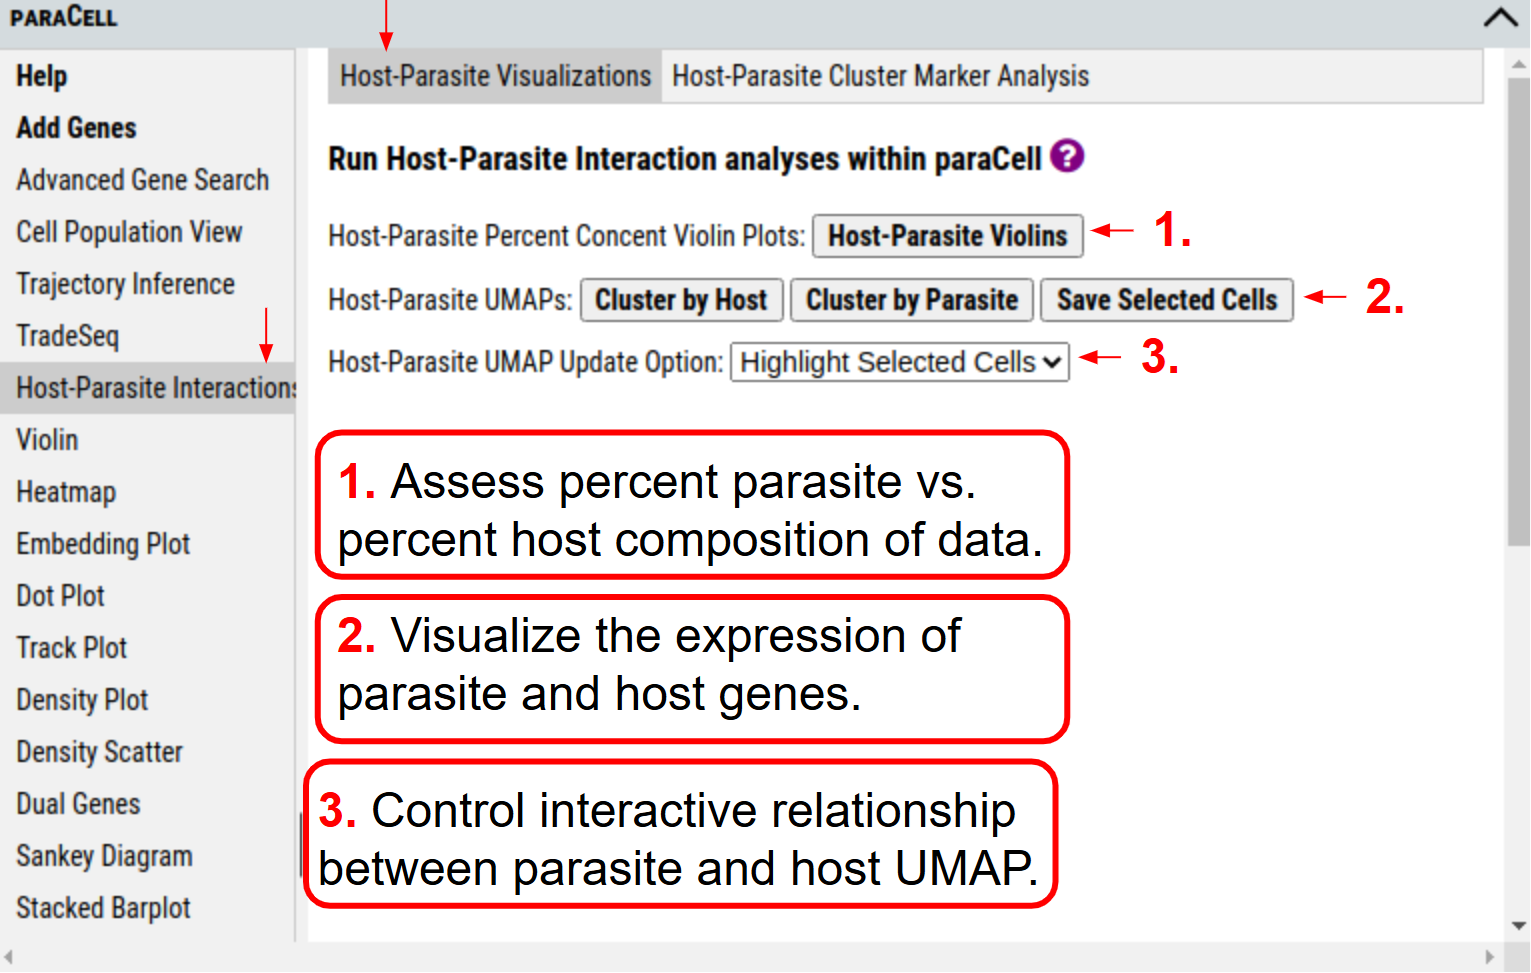 PARACELL
Help
Add Genes
Advanced Gene Search
Cell Population View
Trajectory Inference
TradeSeq
Host-Parasite Interactions
Violin
Heatmap
Embedding Plot
Dot Plot
Track Plot
Density Plot
Density Scatter
Dual Genes
Sankey Diagram
Stacked Barplot
Host-Parasite Visualizations Host-Parasite Cluster Marker Analysis
Run Host-Parasite Interaction analyses within paraCell ?
Host-Parasite Percent Concent Violin Plots: Host-Parasite Violins 1.
Host-Parasite UMAPs: Cluster by Host Cluster by Parasite Save Selected Cells 2.
Host-Parasite UMAP Update Option: Highlight Selected Cells 3.
1. Assess percent parasite vs.
percent host composition of data.
2. Visualize the expression of
parasite and host genes.
3. Control interactive relationship
between parasite and host UMAP.